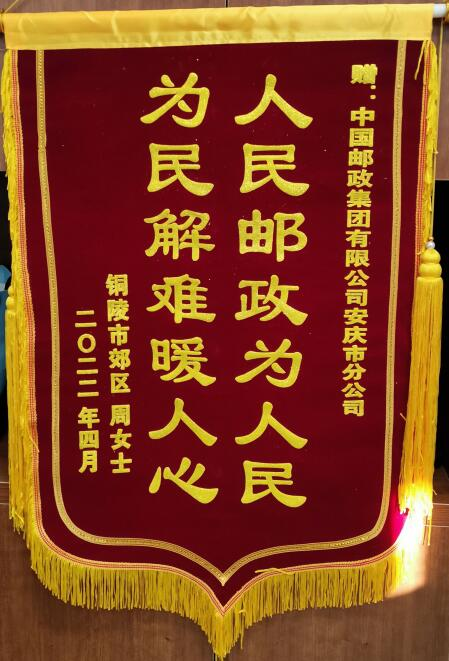 赠：中国邮政集团有限公司安庆市分公司
人民邮政为人民
为民解难暖人心
铜陵市郊区 周女士
二〇二二年四月